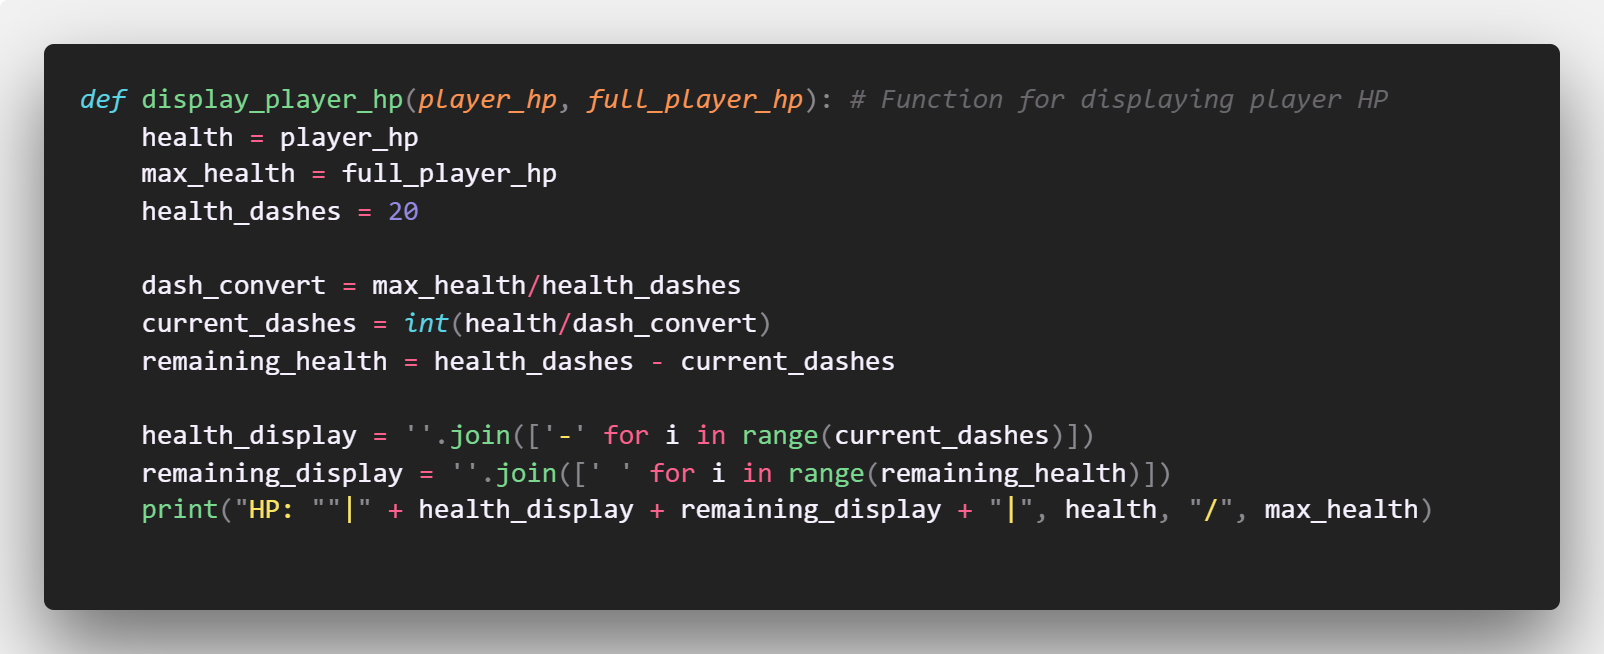 def display_player_hp(player_hp, full_player_hp): # Function for displaying player HP
    health = player_hp
    max_health = full_player_hp
    health_dashes = 20

    dash_convert = max_health/health_dashes
    current_dashes = int(health/dash_convert)
    remaining_health = health_dashes - current_dashes

    health_display = ''.join(['-' for i in range(current_dashes)])
    remaining_display = ''.join([' ' for i in range(remaining_health)])
    print("HP: ""|" + health_display + remaining_display + "|", health, "/", max_health)